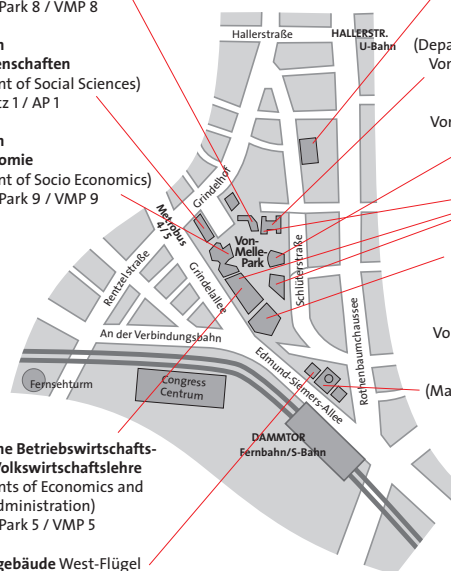 Park 8 / VMP 8
n
enschaften
nt of Social Sciences)
tz 1 / AP 1
n
omie
nt of Socio Economics)
Park 9 / VMP 9
ne Betriebswirtschafts-
Volkswirtschaftslehre
nts of Economics and
dministration)
Park 5 / VMP 5
gebäude West-Flügel
Hallerstraße
HALLERSTR.
U-Bahn
(Depa
Vor
Vor
Vo
(Ma
Grindelhof
Metrobus
4/5
Von-
Melle-
Park
Schlüterstraße
Rentzelstraße
Grindelallee
Rothenbaumchaussee
An der Verbindungsbahn
Edmund-Siemers-Allee
Fernsehturm
Congress
Centrum
DAMMTOR
Fernbahn/S-Bahn